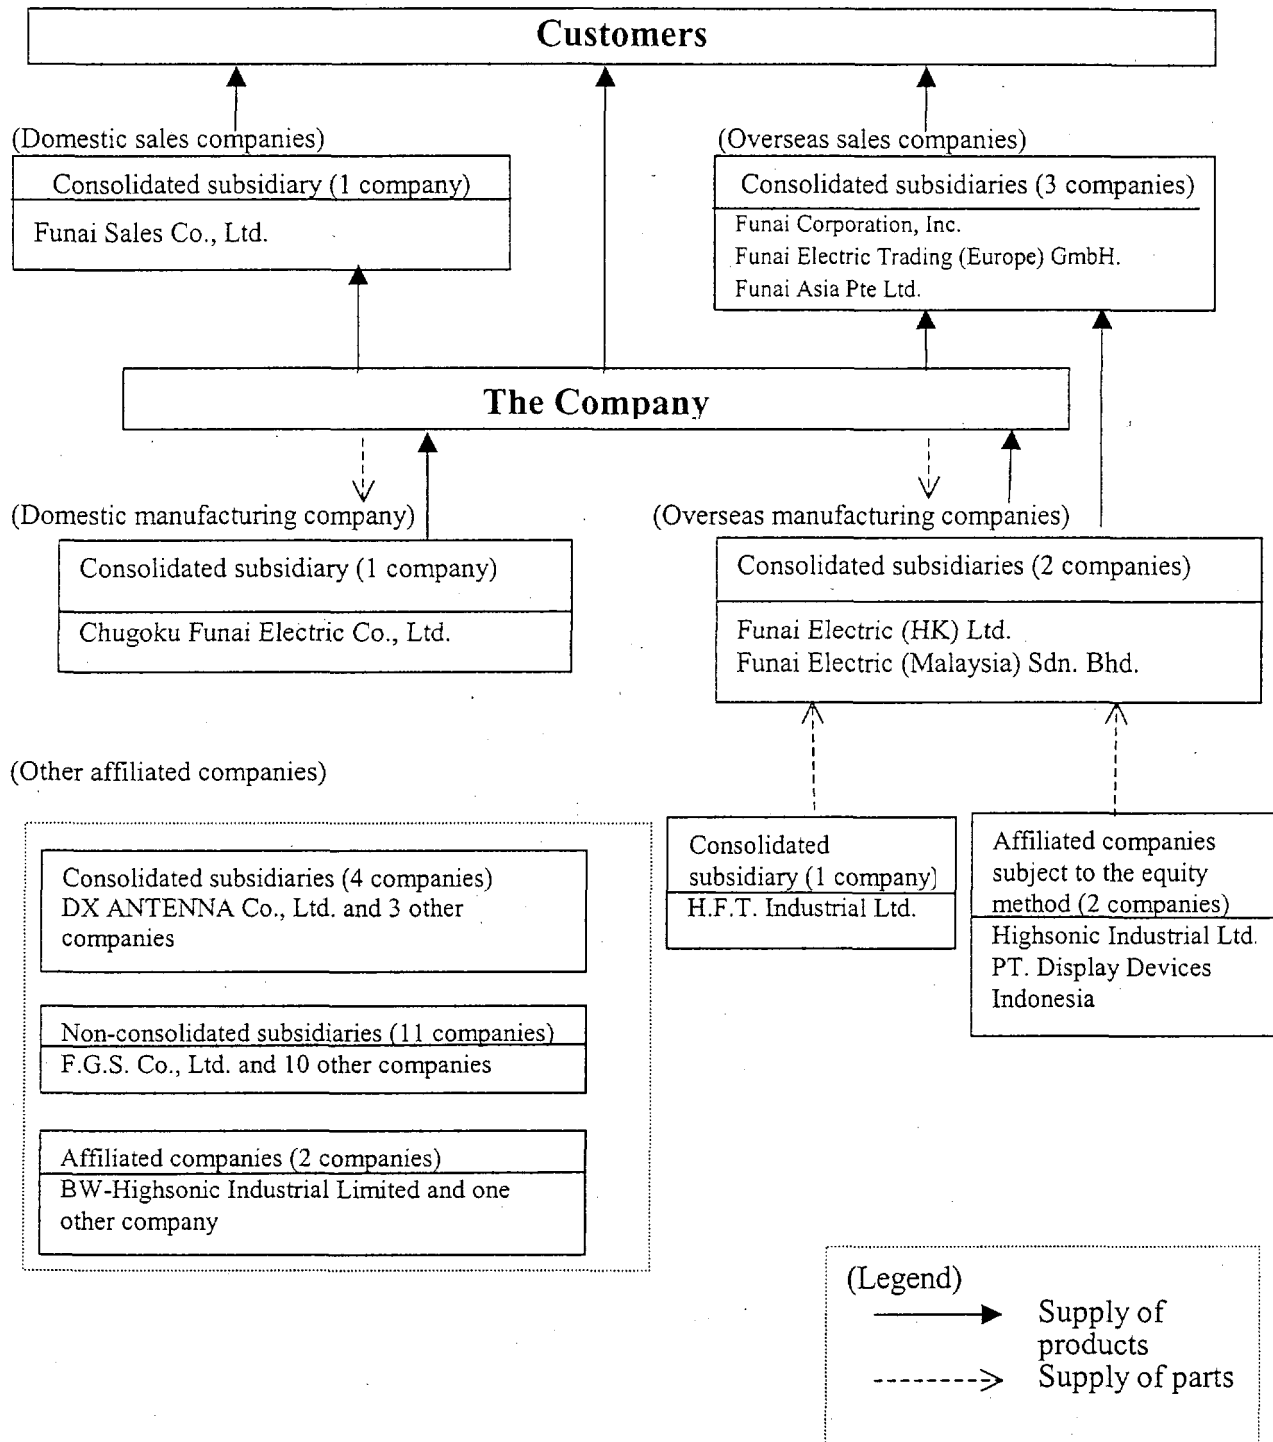 Customers
(Domestic sales companies)
(Overseas sales companies)
Consolidated subsidiary (1 company)
Funai Sales Co., Ltd.
Consolidated subsidiaries (3 companies)
Funai Corporation, Inc.
Funai Electric Trading (Europe) GmbH.
Funai Asia Pte Ltd.
The Company
(Domestic manufacturing company)
(Overseas manufacturing companies)
Consolidated subsidiary (1 company)
Chugoku Funai Electric Co., Ltd.
Consolidated subsidiaries (2 companies)
Funai Electric (HK) Ltd.
Funai Electric (Malaysia) Sdn. Bhd.
(Other affiliated companies)
Consolidated subsidiaries (4 companies)
DX ANTENNA Co., Ltd. and 3 other
companies
Non-consolidated subsidiaries (11 companies)
F.G.S. Co., Ltd. and 10 other companies
Affiliated companies (2 companies)
BW-Highsonic Industrial Limited and one
other company
Consolidated
subsidiary (1 company)
H.F.T. Industrial Ltd.
Affiliated companies
subject to the equity
method (2 companies)
Highsonic Industrial Ltd.
PT. Display Devices
Indonesia
(Legend)
Supply of
products
Supply of parts